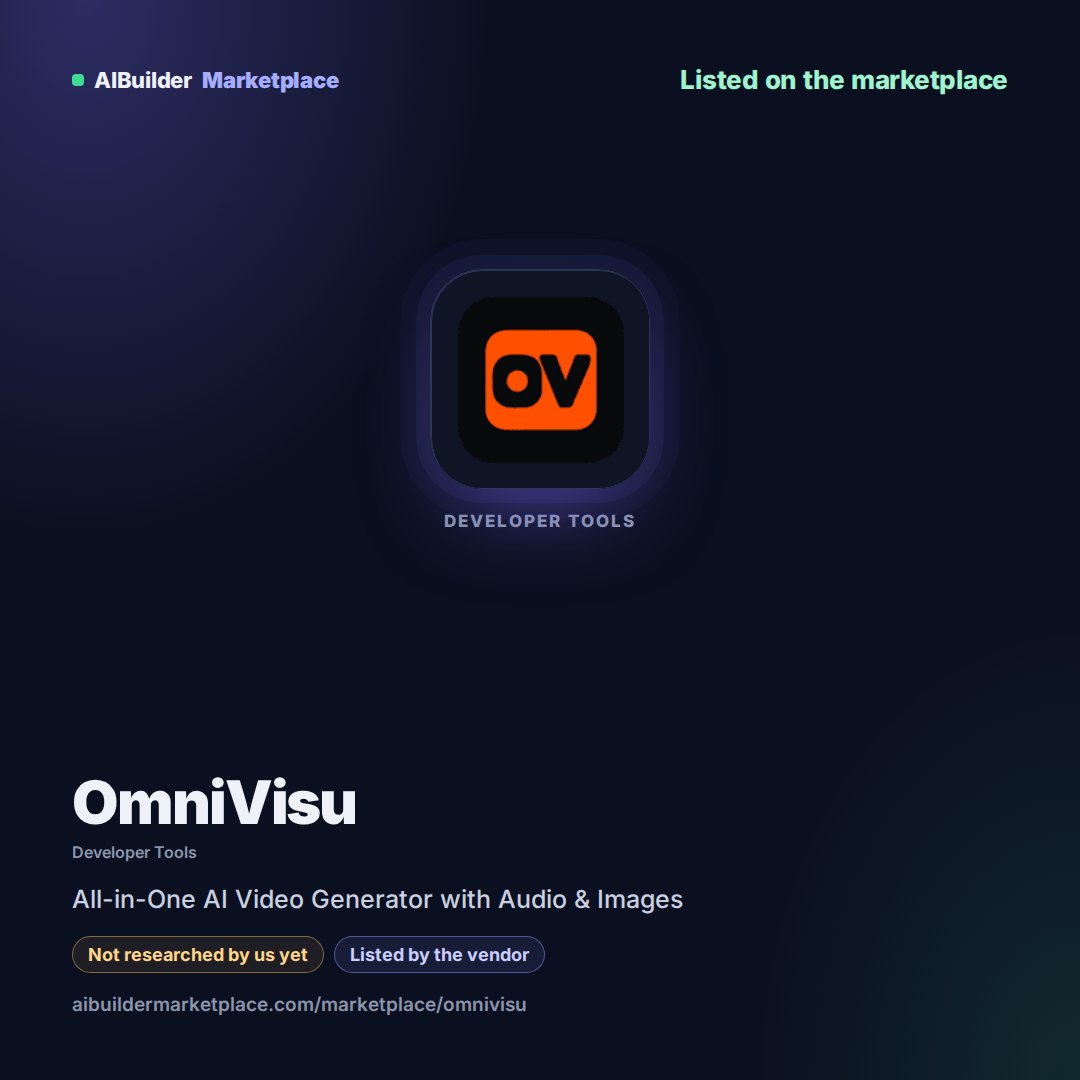 AIBuilder Marketplace
Listed on the marketplace
OV
DEVELOPER TOOLS
OmniVisu
Developer Tools
All-in-One AI Video Generator with Audio & Images
Not researched by us yet
Listed by the vendor
aibuildermarketplace.com/marketplace/omnivisu